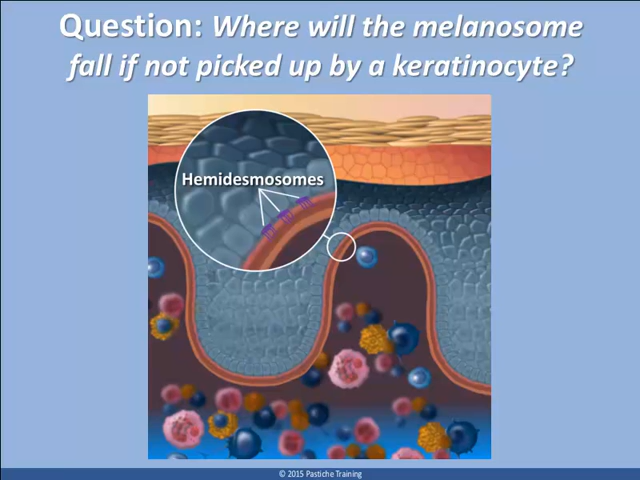 Question: Where will the melanosome
fall if not picked up by a keratinocyte?
Hemidesmosomes
© 2015 Pastiche Training